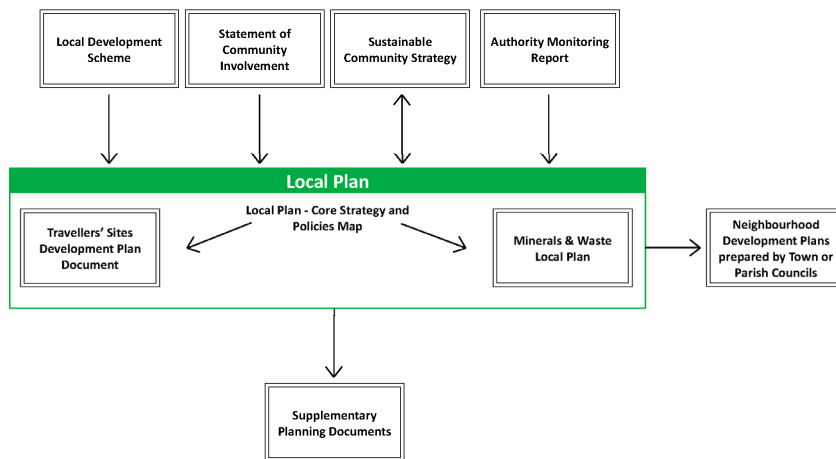 Local Development
Scheme
Statement of
Community
Involvement
Sustainable
Community Strategy
Authority Monitoring
Report
Local Plan
Local Plan - Core Strategy and
Policies Map
Travellers’ Sites
Development Plan
Document
Minerals & Waste
Local Plan
Neighbourhood
Development Plans
prepared by Town or
Parish Councils
Supplementary
Planning Documents